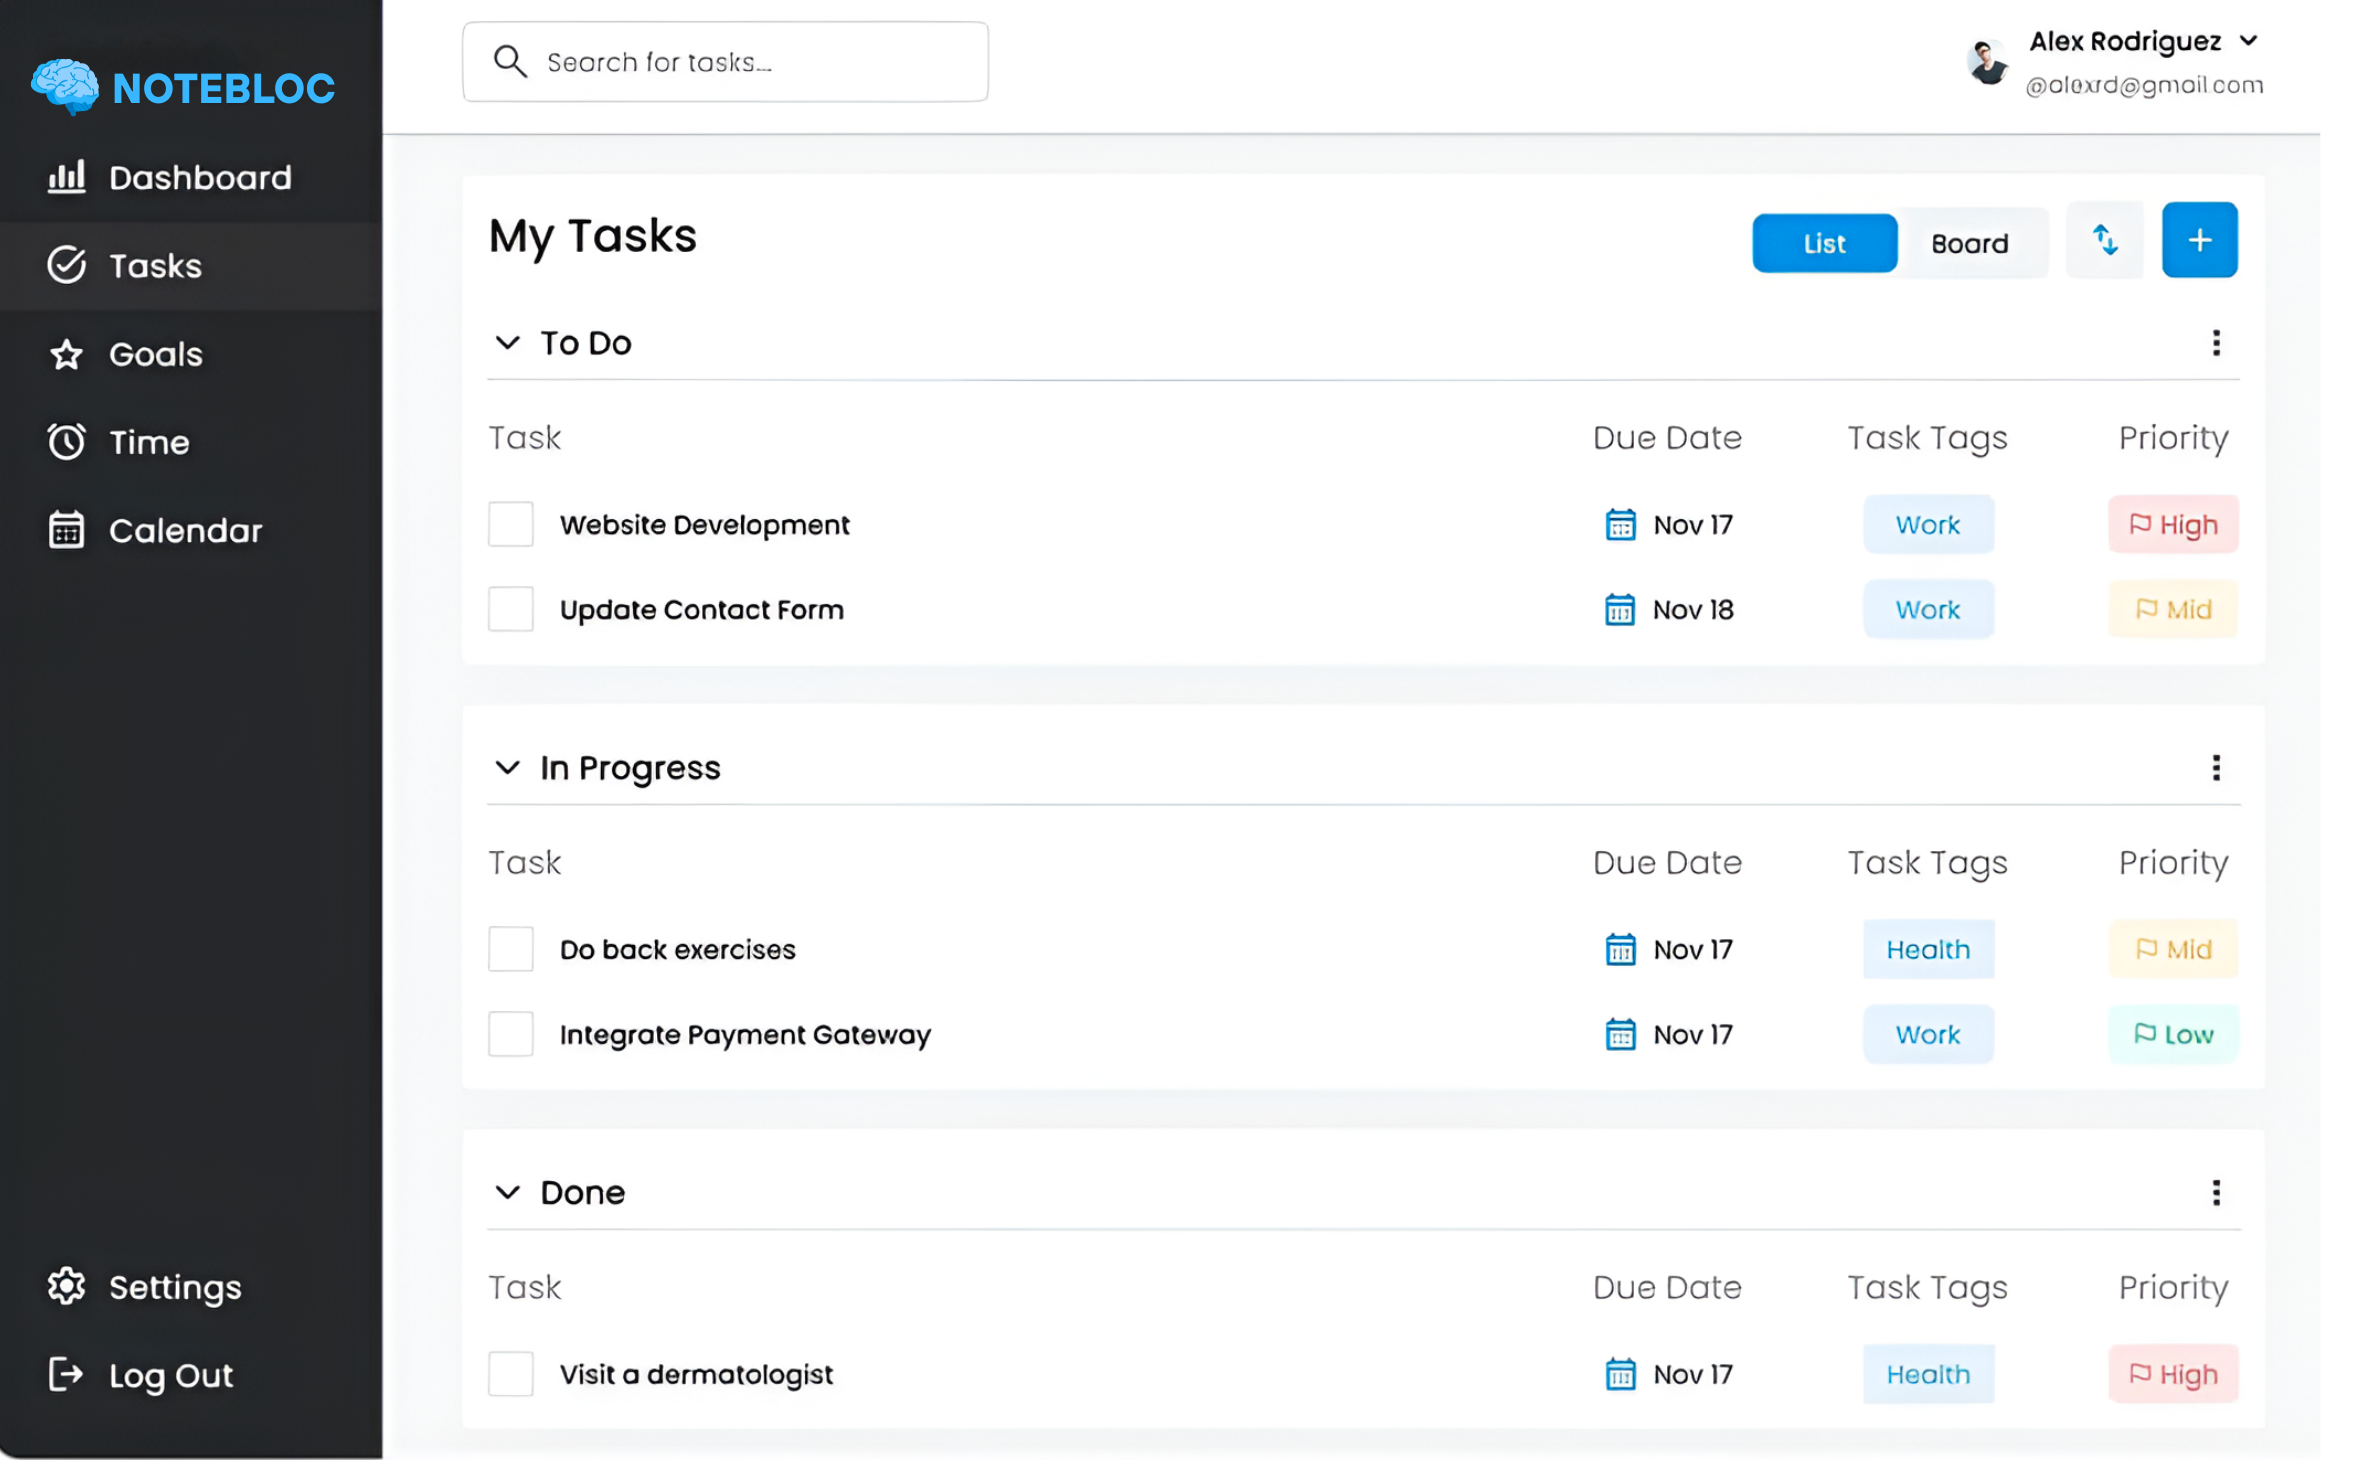 NOTEBLOC
Dashboard
Tasks
Goals
Time
Calendar
Settings
Log Out
Search for tasks...
Alex Rodriguez
@alexrd@gmail.com
My Tasks
List Board +
To Do
Task Due Date Task Tags Priority
Website Development Nov 17 Work High
Update Contact Form Nov 18 Work Mid
In Progress
Task Due Date Task Tags Priority
Do back exercises Nov 17 Health Mid
Integrate Payment Gateway Nov 17 Work Low
Done
Task Due Date Task Tags Priority
Visit a dermatologist Nov 17 Health High